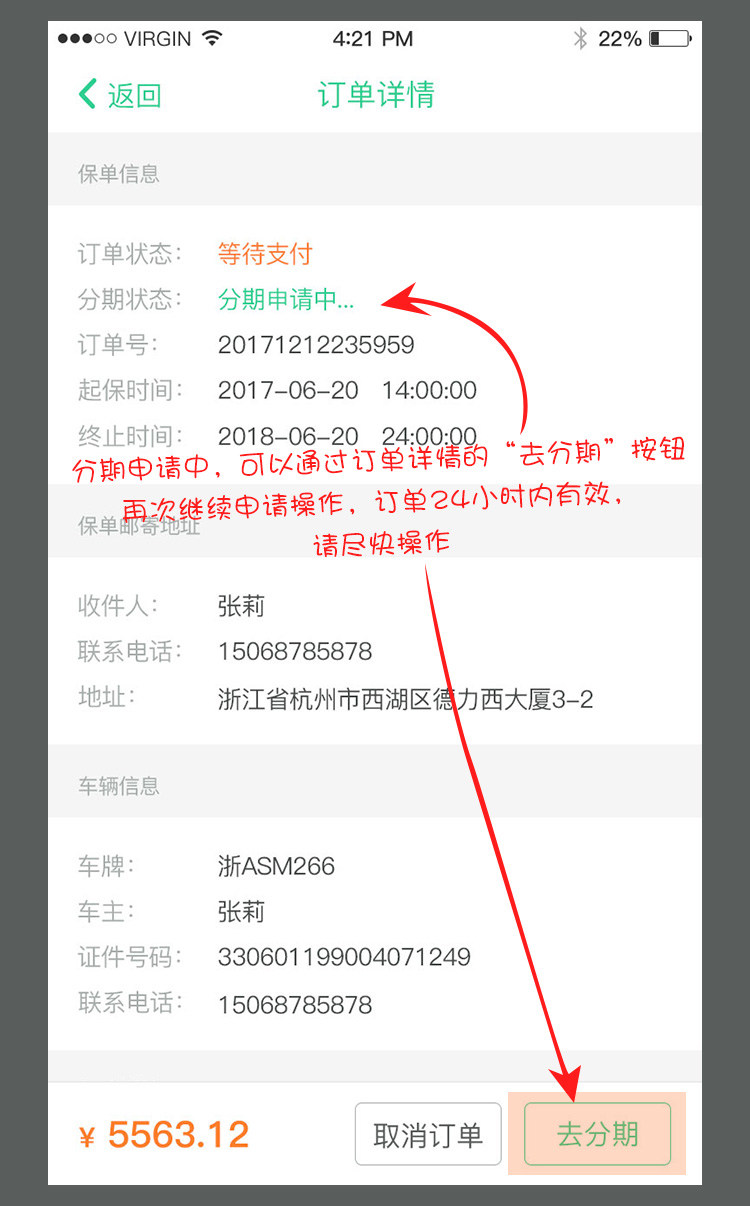 VIRGIN 4:21 PM 22%
返回 订单详情
保单信息
订单状态： 等待支付
分期状态： 分期申请中...
订单号： 20171212235959
起保时间： 2017-06-20 14:00:00
终止时间： 2018-06-20 24:00:00
分期申请中，可以通过订单详情的“去分期”按钮
再次继续申请操作，订单24小时内有效，
保单邮寄地址
请尽快操作
收件人： 张莉
联系电话： 15068785878
地址： 浙江省杭州市西湖区德力西大厦3-2
车辆信息
车牌： 浙ASM266
车主： 张莉
证件号码： 330601199004071249
联系电话： 15068785878
¥ 5563.12 取消订单 去分期